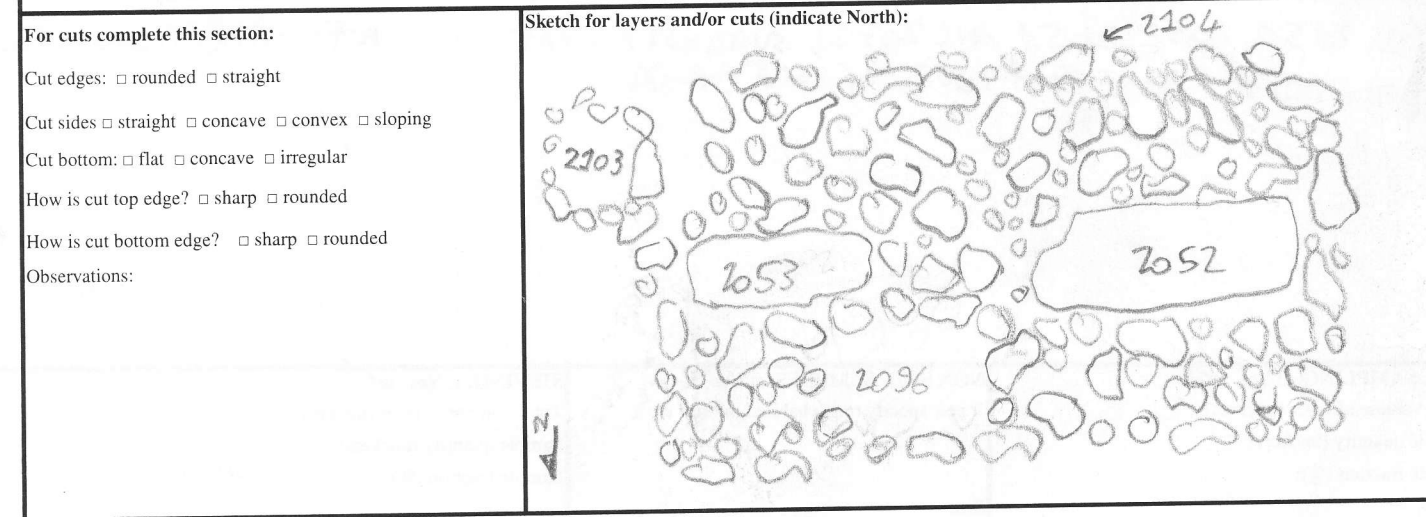 For cuts complete this section:
Cut edges: □ rounded □ straight
Cut sides □ straight □ concave □ convex □ sloping
Cut bottom: □ flat □ concave □ irregular
How is cut top edge? □ sharp □ rounded
How is cut bottom edge? □ sharp □ rounded
Observations:
Sketch for layers and/or cuts (indicate North):
2104
2103
2053
2052
2096
N